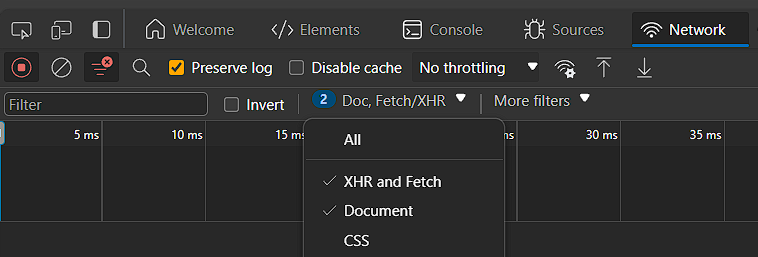 Welcome Elements Console Sources Network
Preserve log Disable cache No throttling
Filter Invert 2 Doc, Fetch/XHR More filters
5 ms 10 ms 15 ms 30 ms 35 ms
All
XHR and Fetch
Document
CSS